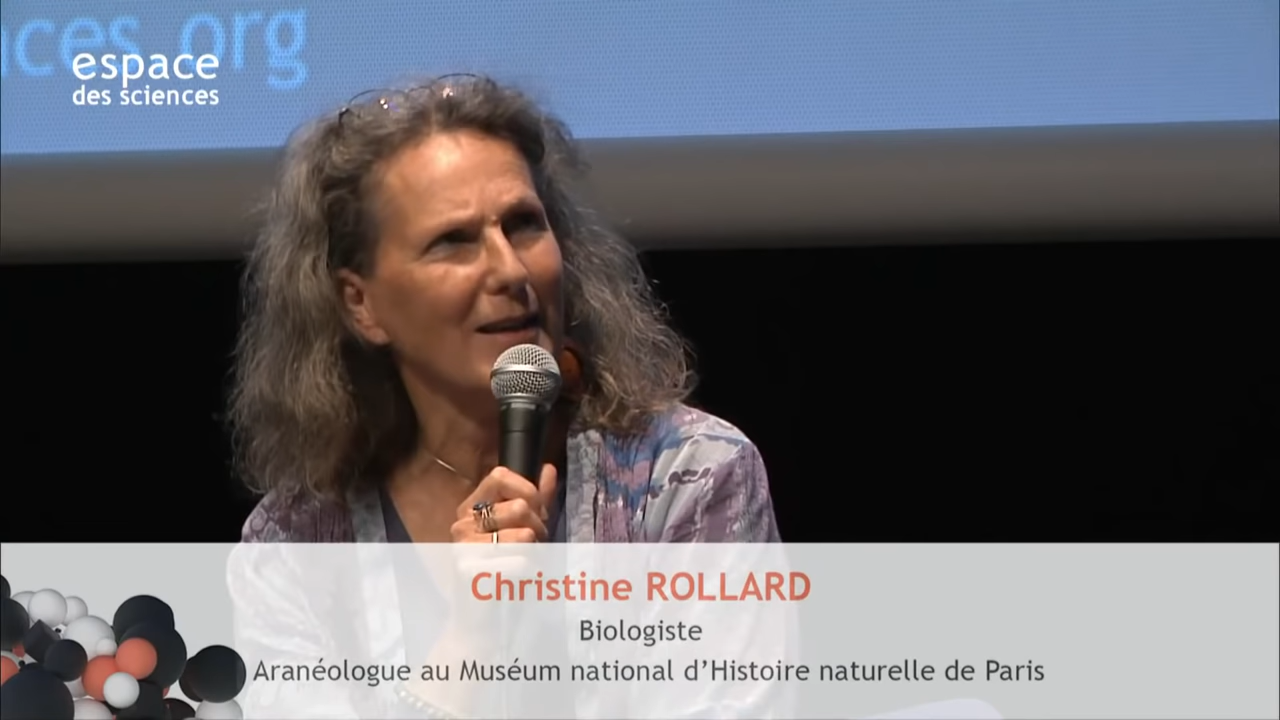 ces.org
espace
des sciences
Christine ROLLARD
Biologiste
Aranéologue au Muséum national d'Histoire naturelle de Paris